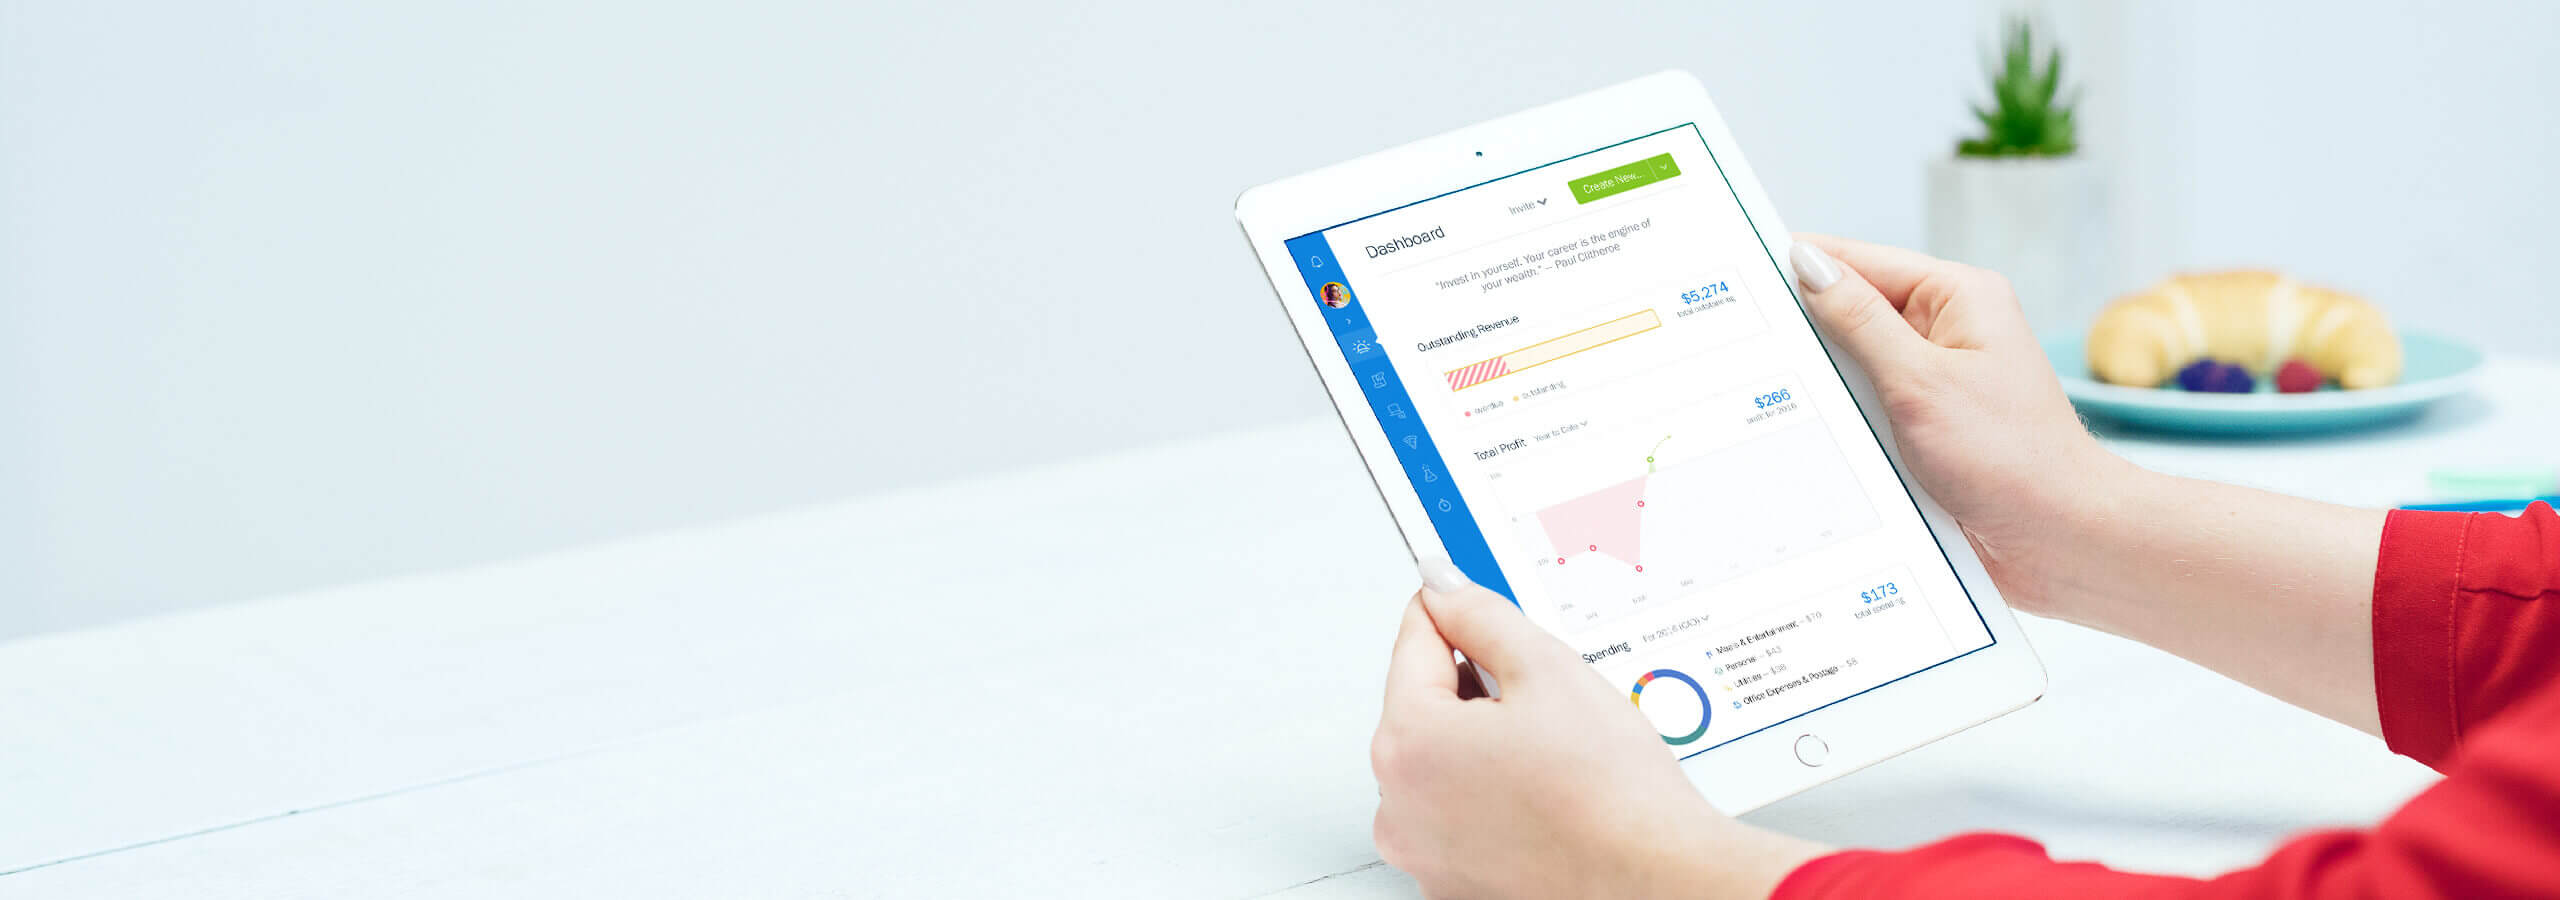 Create New...
Invite
Dashboard
"Invest in yourself. Your career is the engine of
your wealth." – Paul Clitheroe
$5,274
total outstanding
Outstanding Revenue
overdue
outstanding
$266
profit for 2016
Total Profit
Year to Date
0
$173
total spending
Spending
For 2016 (CAD)
Meals & Entertainment – $70
Personal – $43
Utilities –
Office Expenses & Postage – $8